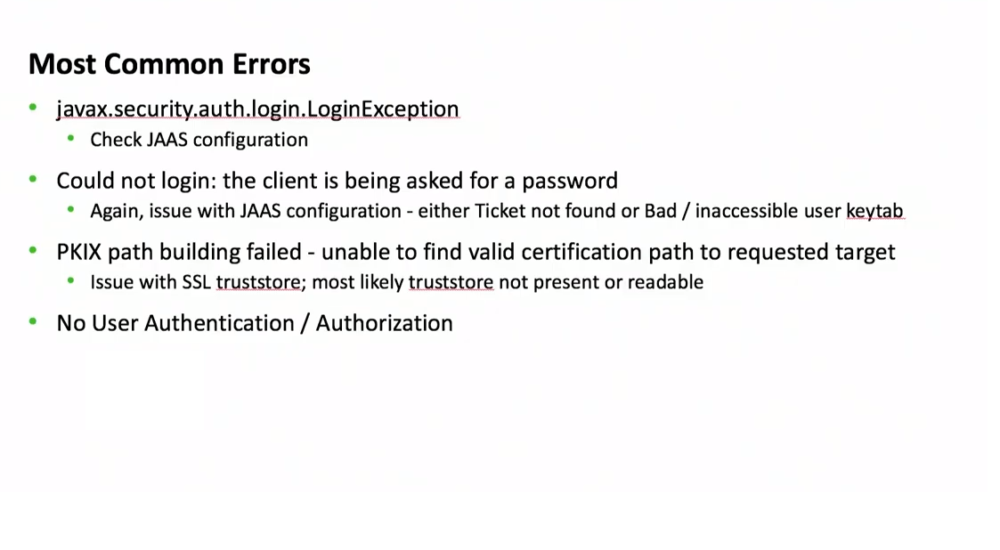 Most Common Errors
• javax.security.auth.login.LoginException
• Check JAAS configuration
• Could not login: the client is being asked for a password
• Again, issue with JAAS configuration - either Ticket not found or Bad / inaccessible user keytab
• PKIX path building failed - unable to find valid certification path to requested target
• Issue with SSL truststore; most likely truststore not present or readable
• No User Authentication / Authorization